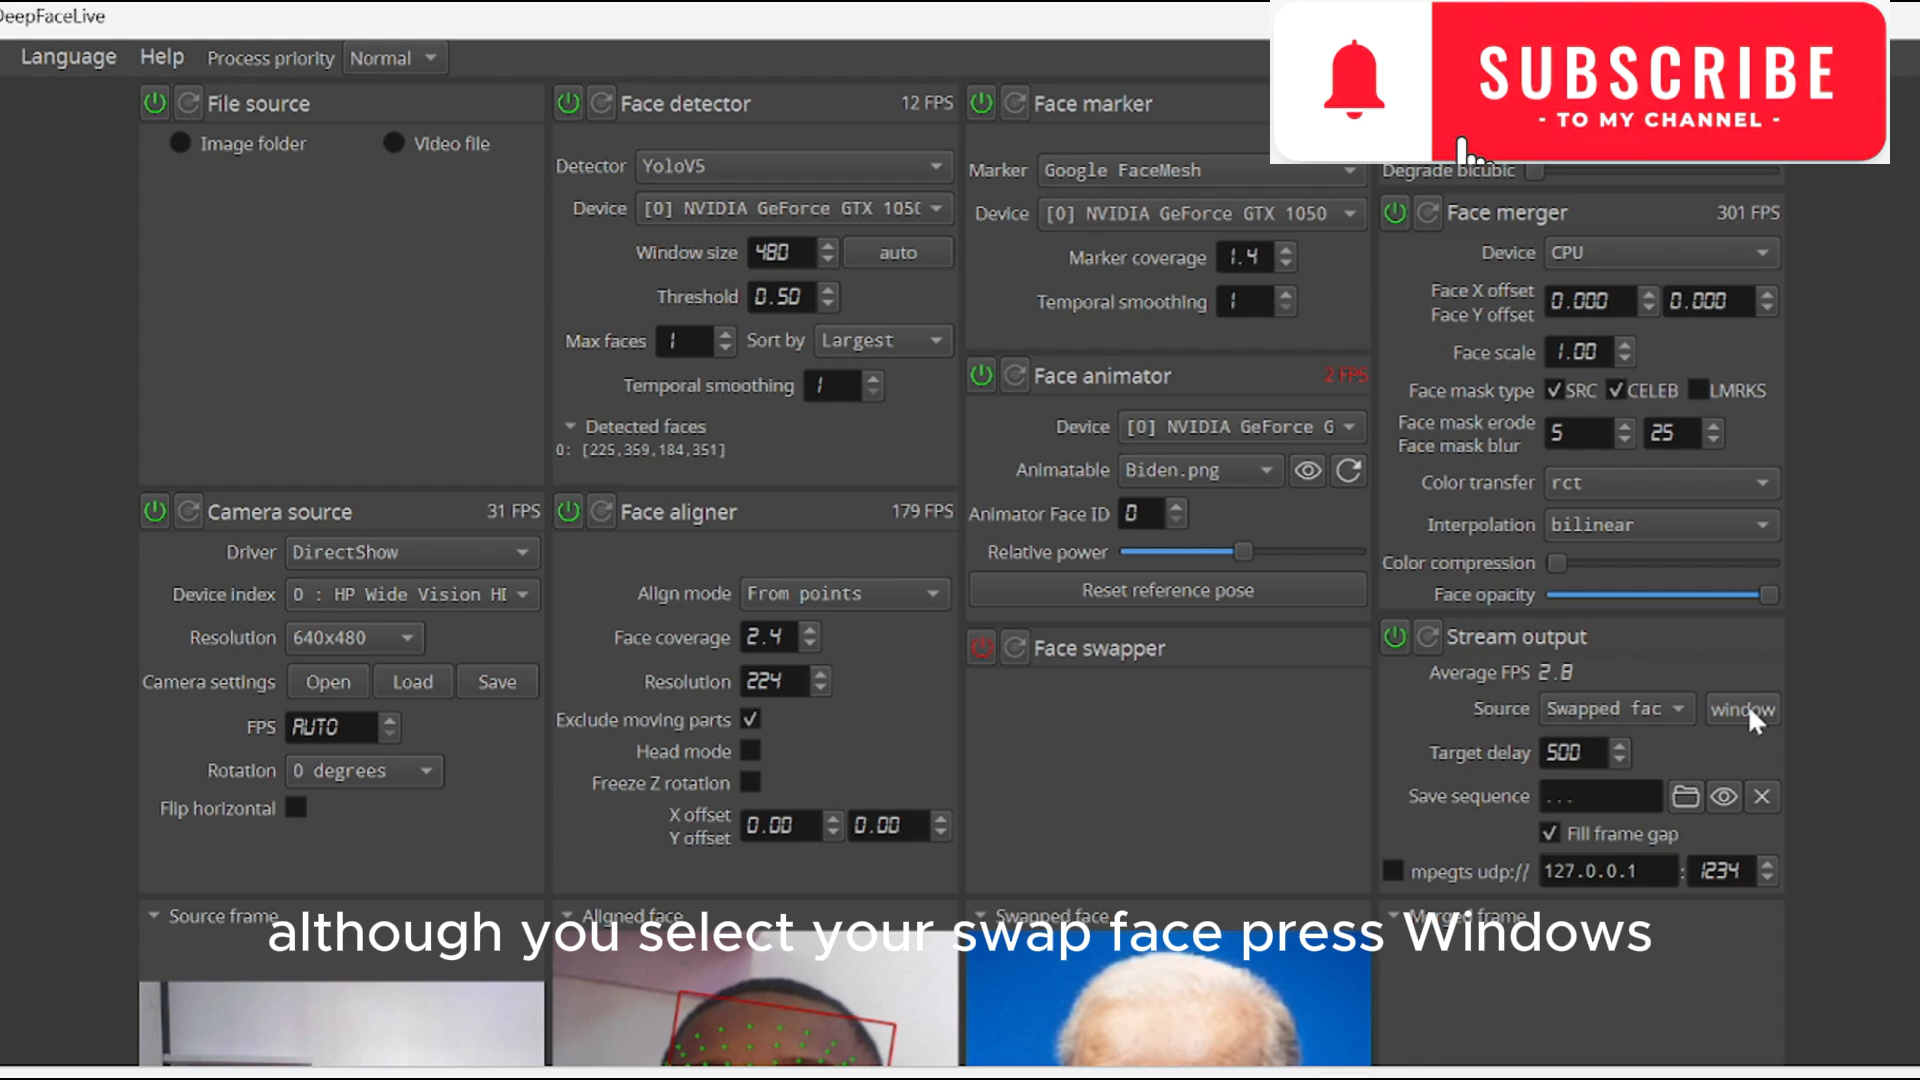 DeepFaceLive
Language Help Process priority Normal
SUBSCRIBE
- TO MY CHANNEL -
File source
Image folder Video file
Face detector 12 FPS
Detector YoloV5
Device [0] NVIDIA GeForce GTX 105(
Window size 480 auto
Threshold 0.50
Max faces 1 Sort by Largest
Temporal smoothing 1
Detected faces
0: [225,359,184,351]
Face marker
Marker Google FaceMesh
Device [0] NVIDIA GeForce GTX 1050
Marker coverage 1.4
Temporal smoothing 1
Face animator 2 FPS
Device [0] NVIDIA GeForce G
Animatable Biden.png
Animator Face ID 0
Relative power
Reset reference pose
Degrade bicubic
Face merger 301 FPS
Device CPU
Face X offset
Face Y offset
0.000 0.000
Face scale 1.00
Face mask type SRC CELEB LMRKS
Face mask erode
Face mask blur
5 25
Color transfer rct
Interpolation bilinear
Color compression
Face opacity
Camera source 31 FPS
Driver DirectShow
Device index 0 : HP Wide Vision HI
Resolution 640x480
Camera settings Open Load Save
FPS AUTO
Rotation 0 degrees
Flip horizontal
Face aligner 179 FPS
Align mode From points
Face coverage 2.4
Resolution 224
Exclude moving parts
Head mode
Freeze Z rotation
X offset
Y offset
0.00 0.00
Face swapper
Stream output
Average FPS 2.8
Source Swapped fac window
Target delay 500
Save sequence ...
Fill frame gap
mpegts udp:// 127.0.0.1 : 1234
Source frame Aligned face Swapped face Merged frame
although you select your swap face press Windows